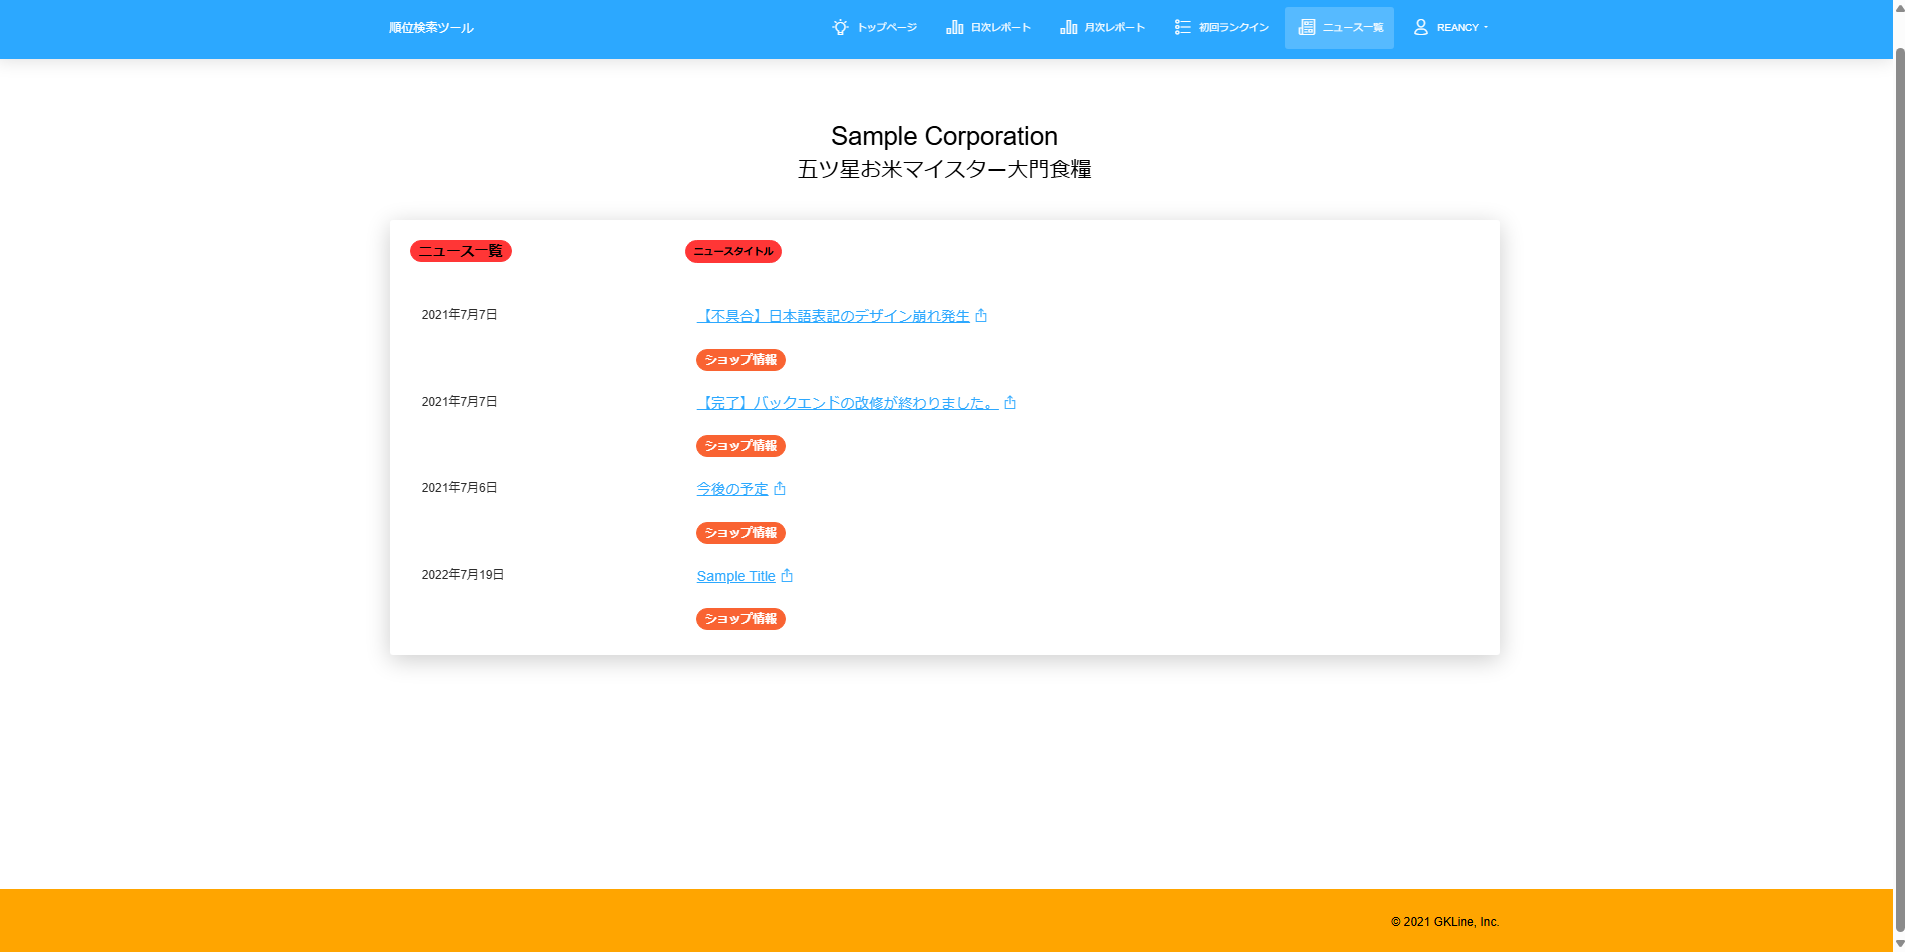 順位検索ツール
トップページ
日次レポート
月次レポート
初回ランクイン
ニュース一覧
REANCY
Sample Corporation
五ツ星お米マイスター大門食糧
ニュース一覧
ニュースタイトル
2021年7月7日
【不具合】日本語表記のデザイン崩れ発生
ショップ情報
2021年7月7日
【完了】バックエンドの改修が終わりました。
ショップ情報
2021年7月6日
今後の予定
ショップ情報
2022年7月19日
Sample Title
ショップ情報
© 2021 GKLine, Inc.